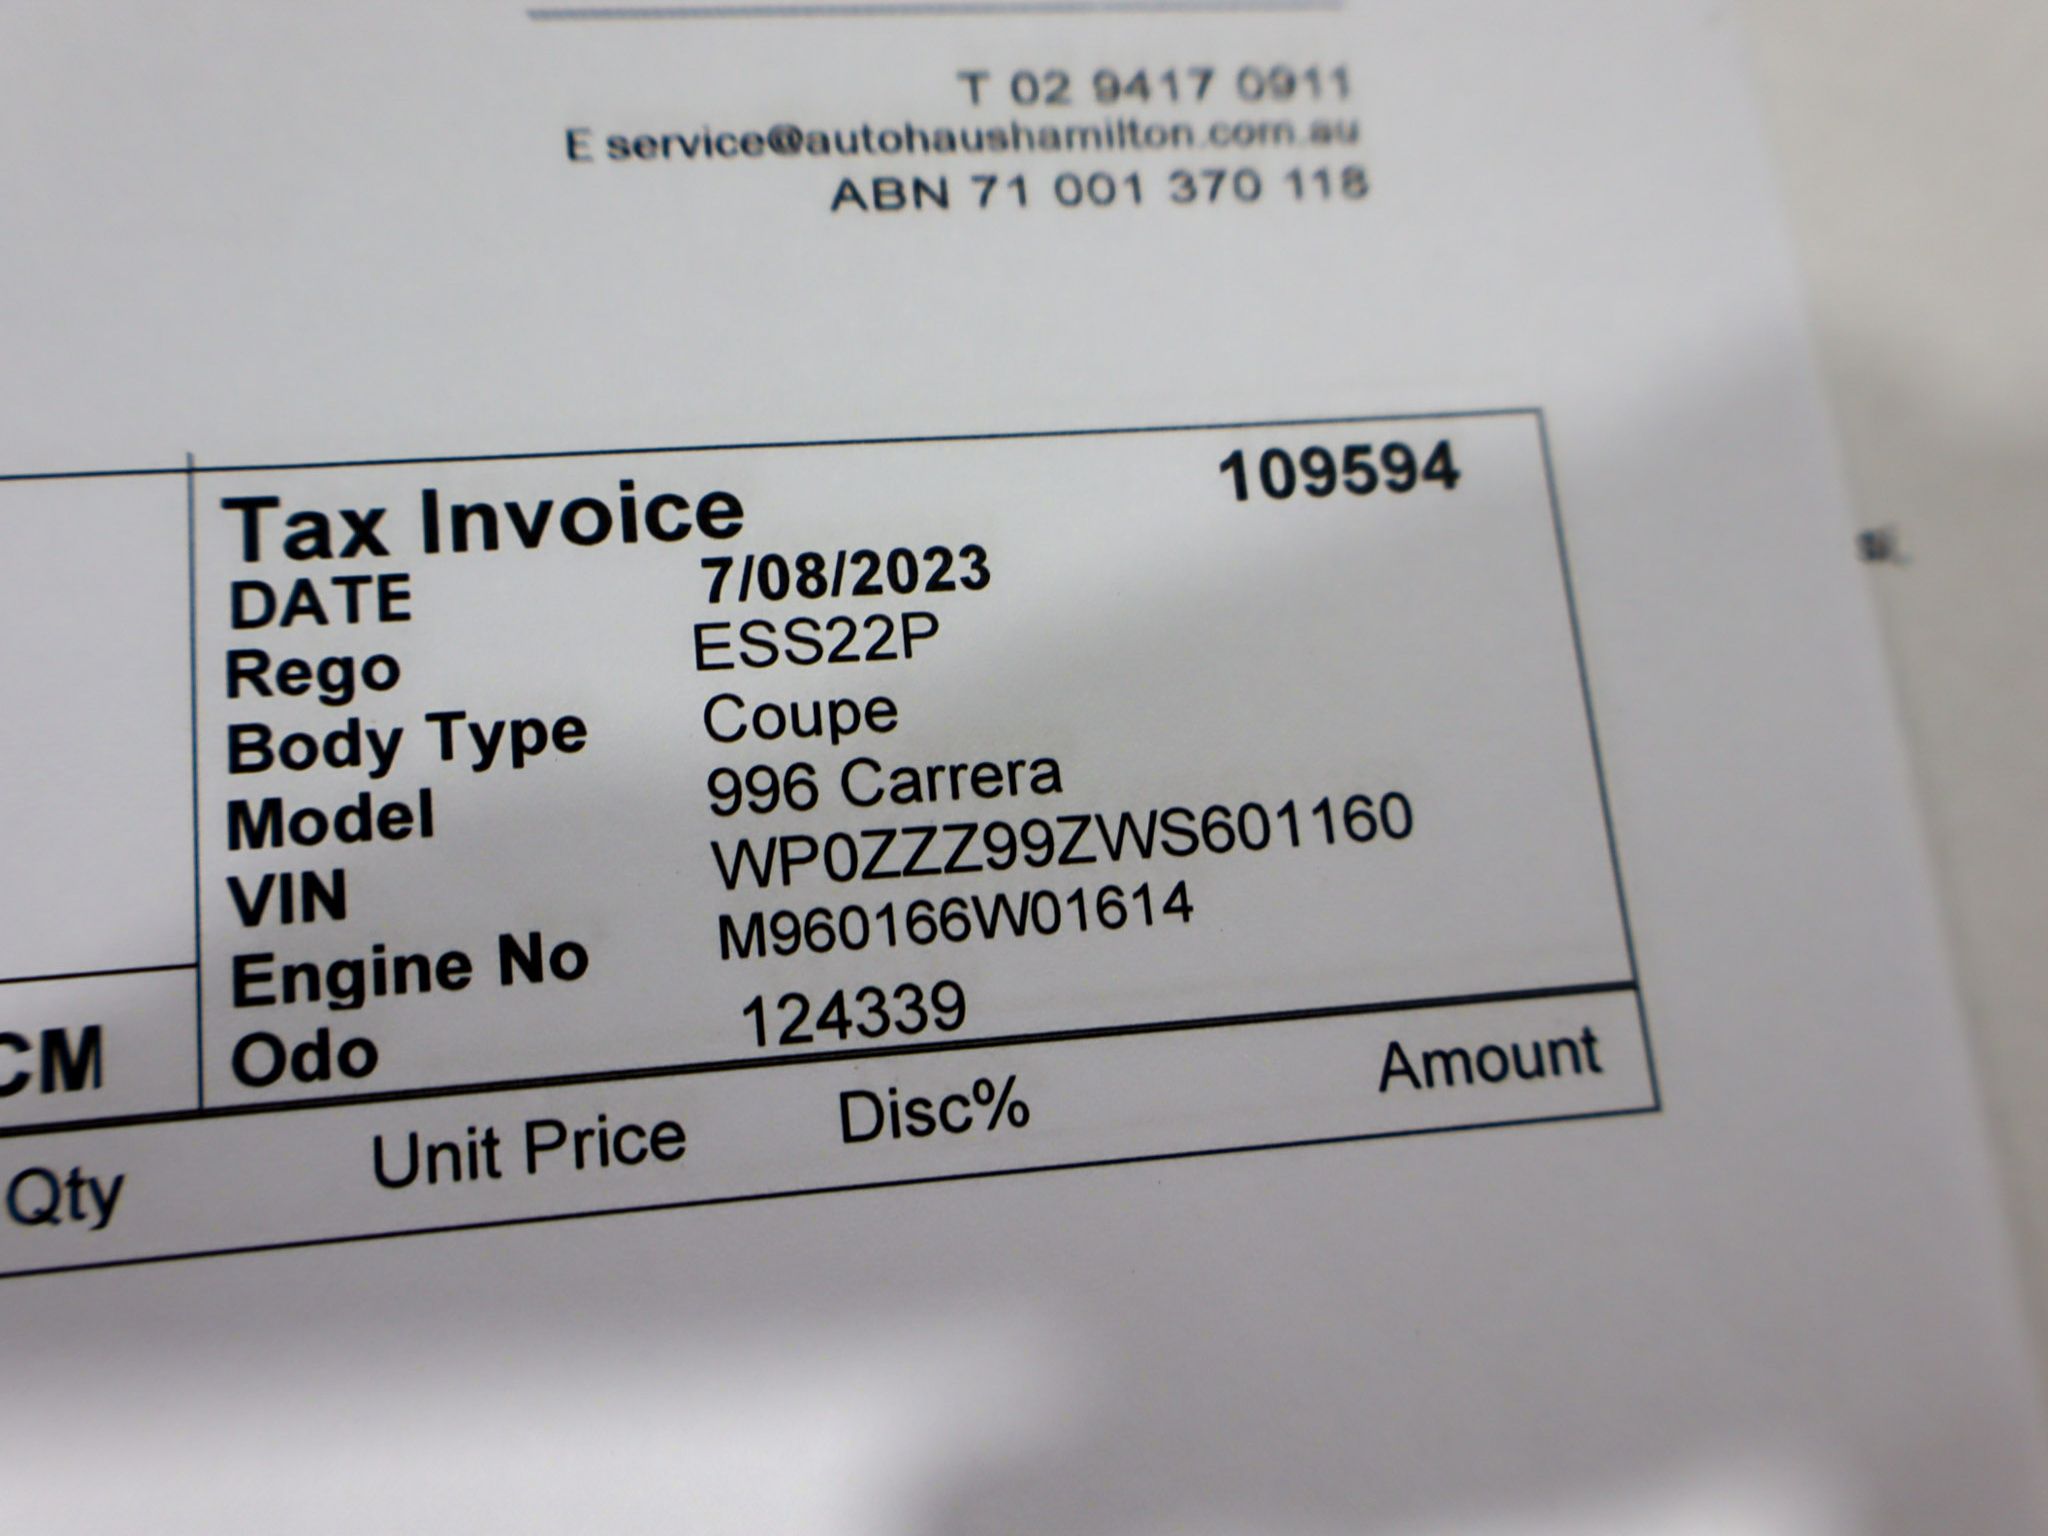 T 02 9417 0911
E service@autohaushamilton.com.au
ABN 71 001 370 118
Tax Invoice 109594
DATE 7/08/2023
Rego ESS22P
Body Type Coupe
Model 996 Carrera
VIN WP0ZZZ99ZWS601160
Engine No M960166W01614
CM Odo 124339
Qty Unit Price Disc% Amount